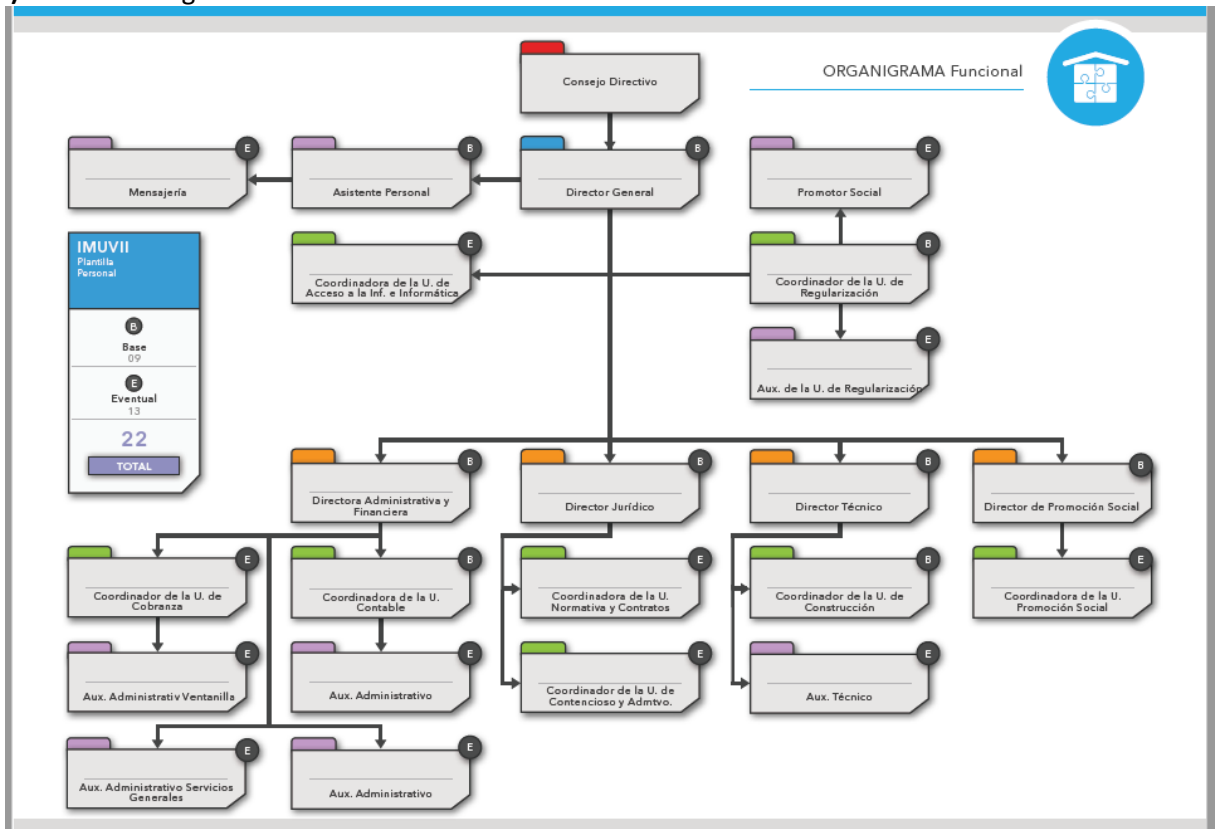 ORGANIGRAMA Funcional
Consejo Directivo
E
Mensajería
B
Asistente Personal
B
Director General
E
Promotor Social
E
Coordinadora de la U. de
Acceso a la Inf. e Informática
B
Coordinador de la U. de
Regularización
E
Aux. de la U. de Regularización
IMUVII
Plantilla
Personal
B
Base
09
E
Eventual
13
22
TOTAL
B
Directora Administrativa y
Financiera
B
Director Jurídico
B
Director Técnico
B
Director de Promoción Social
E
Coordinador de la U. de
Cobranza
B
Coordinadora de la U.
Contable
E
Coordinadora de la U.
Normativa y Contratos
B
Coordinador de la U. de
Construcción
E
Coordinadora de la U.
Promoción Social
E
Aux. Administrativ Ventanilla
E
Aux. Administrativo
E
Coordinador de la U. de
Contencioso y Admtvo.
E
Aux. Técnico
E
Aux. Administrativo Servicios
Generales
E
Aux. Administrativo